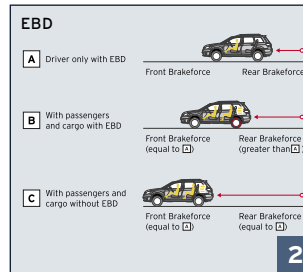 EBD
A Driver only with EBD
Front Brakeforce Rear Brakeforce
B With passengers
and cargo with EBD
Front Brakeforce Rear Brakeforce
(equal to A) (greater than A)
C With passengers and
cargo without EBD
Front Brakeforce Rear Brakeforce
(equal to A) (equal to A)
2